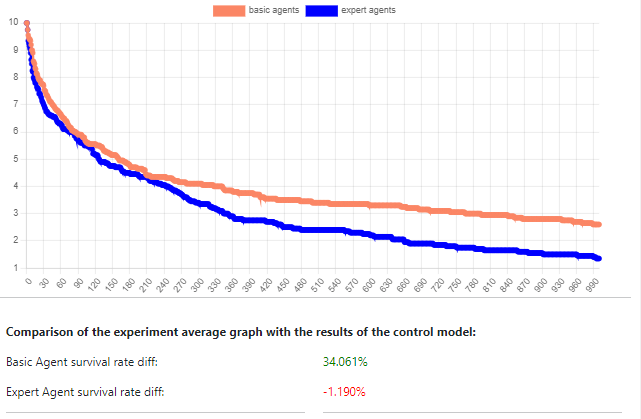 basic agents expert agents
10
9
8
7
6
5
4
3
2
1
0 30 60 90 120 150 180 210 240 270 300 330 360 390 420 450 480 510 540 570 600 630 660 690 720 750 780 810 840 870 900 930 960 990
Comparison of the experiment average graph with the results of the control model:
Basic Agent survival rate diff: 34.061%
Expert Agent survival rate diff: -1.190%